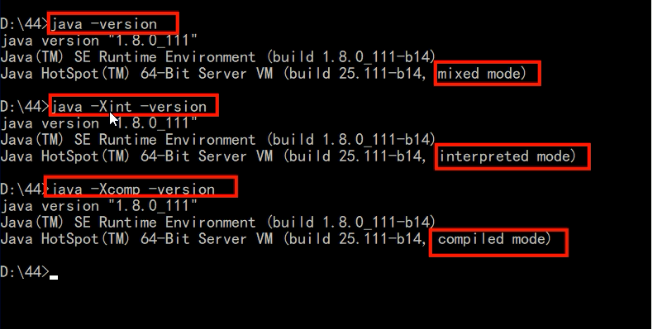 D:\44>java -version
java version "1.8.0_111"
Java(TM) SE Runtime Environment (build 1.8.0_111-b14)
Java HotSpot(TM) 64-Bit Server VM (build 25.111-b14, mixed mode)
D:\44>java -Xint -version
java version "1.8.0_111"
Java(TM) SE Runtime Environment (build 1.8.0_111-b14)
Java HotSpot(TM) 64-Bit Server VM (build 25.111-b14, interpreted mode)
D:\44>java -Xcomp -version
java version "1.8.0_111"
Java(TM) SE Runtime Environment (build 1.8.0_111-b14)
Java HotSpot(TM) 64-Bit Server VM (build 25.111-b14, compiled mode)
D:\44>